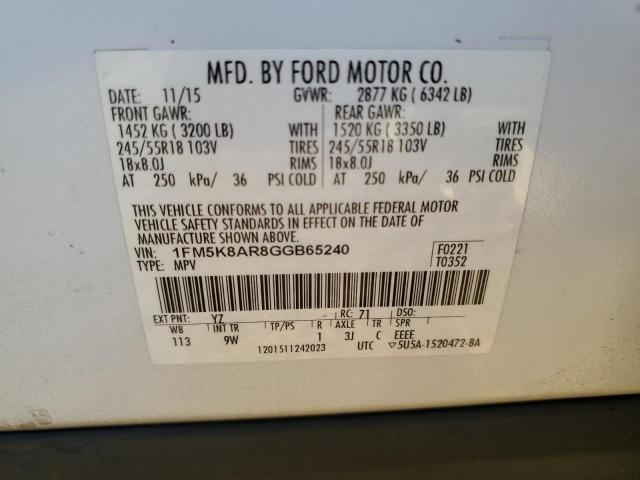 MFD. BY FORD MOTOR CO.
DATE: 11/15 GVWR: 2877 KG ( 6342 LB)
FRONT GAWR: REAR GAWR:
1452 KG ( 3200 LB) WITH 1520 KG ( 3350 LB) WITH
245/55R18 103V TIRES 245/55R18 103V TIRES
18x8.0J RIMS 18x8.0J RIMS
AT 250 kPa/ 36 PSI COLD AT 250 kPa/ 36 PSI COLD
THIS VEHICLE CONFORMS TO ALL APPLICABLE FEDERAL MOTOR
VEHICLE SAFETY STANDARDS IN EFFECT ON THE DATE OF
MANUFACTURE SHOWN ABOVE.
VIN: 1FM5K8AR8GGB65240 F0221
TYPE: MPV T0352
EXT PNT: YZ RC: 71 DSO:
WB INT TR TP/PS R AXLE TR SPR
113 9W 1 3J C EEEE
1201511242023 UTC ▽5U5A-1520472-BA